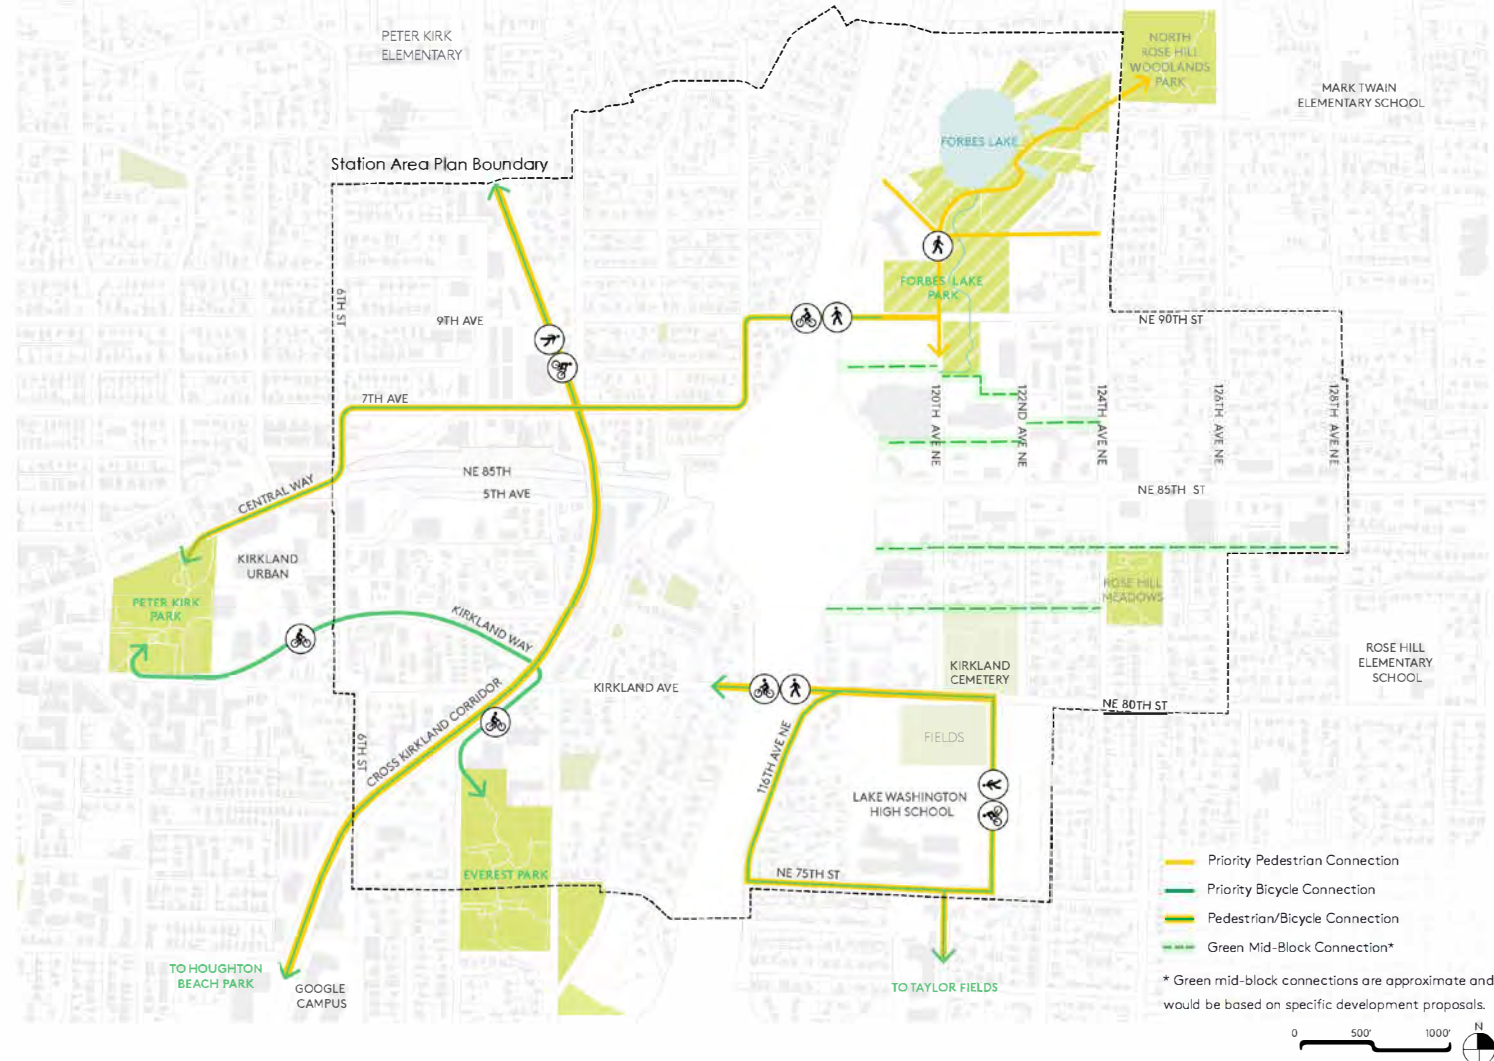 PETER KIRK
ELEMENTARY
NORTH
ROSE HILL
WOODLANDS
PARK
MARK TWAIN
ELEMENTARY SCHOOL
FORBES LAKE
Station Area Plan Boundary
FORBES LAKE
PARK
6TH ST
9TH AVE
NE 90TH ST
7TH AVE
120TH AVE NE
122ND AVE NE
124TH AVE NE
126TH AVE NE
128TH AVE NE
NE 85TH
5TH AVE
CENTRAL WAY
NE 85TH ST
KIRKLAND
URBAN
PETER KIRK
PARK
KIRKLAND WAY
ROSE HILL
MEADOWS
KIRKLAND
CEMETERY
ROSE HILL
ELEMENTARY
SCHOOL
KIRKLAND AVE
NE 80TH ST
CROSS KIRKLAND CORRIDOR
6TH ST
116TH AVE NE
FIELDS
LAKE WASHINGTON
HIGH SCHOOL
EVEREST PARK
NE 75TH ST
TO HOUGHTON
BEACH PARK
GOOGLE
CAMPUS
TO TAYLOR FIELDS
Priority Pedestrian Connection
Priority Bicycle Connection
Pedestrian/Bicycle Connection
Green Mid-Block Connection*
* Green mid-block connections are approximate and
would be based on specific development proposals.
0 500' 1000'
N